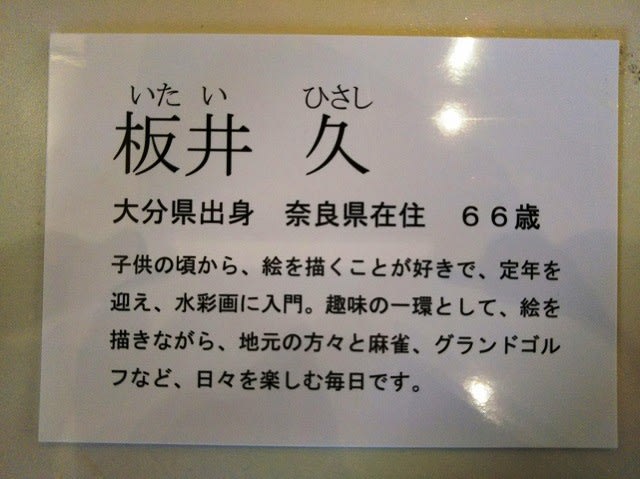 いたい ひさし
板井 久
大分県出身 奈良県在住 66歳
子供の頃から、絵を描くことが好きで、定年を
迎え、水彩画に入門。趣味の一環として、絵を
描きながら、地元の方々と麻雀、グランドゴル
フなど、日々を楽しむ毎日です。